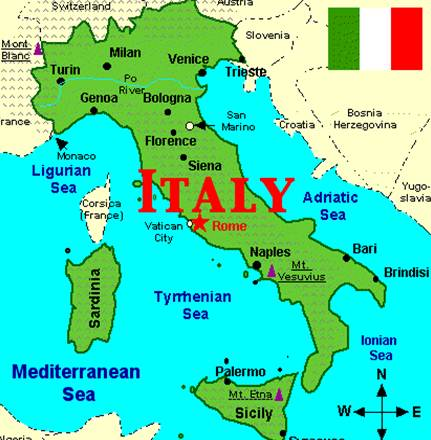 Switzerland
Austria
Mont
Blanc
Slovenia
Milan
Venice
Turin
Trieste
Po
River
Genoa
Bologna
San
Marino
Bosnia
Herzegovina
Croatia
rance
Florence
Monaco
Siena
Ligurian
Sea
ITALY
Yugo-
slavia
Corsica
(France)
Adriatic
Sea
Vatican
City
Rome
Naples
Mt.
Vesuvius
Bari
Brindisi
Sardinia
Tyrrhenian
Sea
Ionian
Sea
Mediterranean
Sea
Palermo
Mt. Etna
Sicily
N
W
E